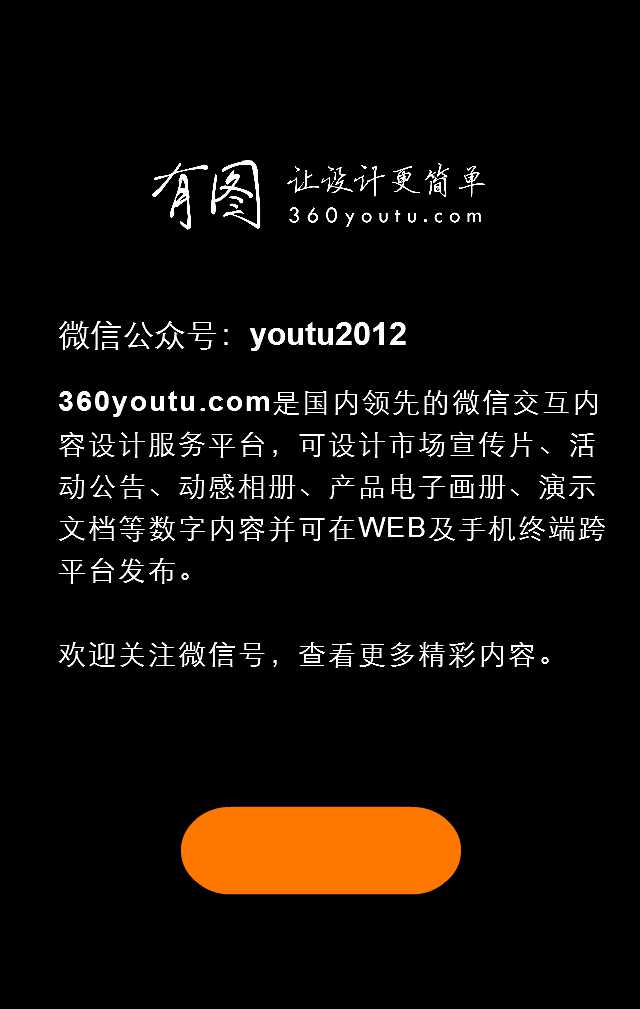 有图 让设计更简单
360youtu.com
微信公众号：youtu2012
360youtu.com是国内领先的微信交互内
容设计服务平台，可设计市场宣传片、活
动公告、动感相册、产品电子画册、演示
文档等数字内容并可在WEB及手机终端跨
平台发布。
欢迎关注微信号，查看更多精彩内容。